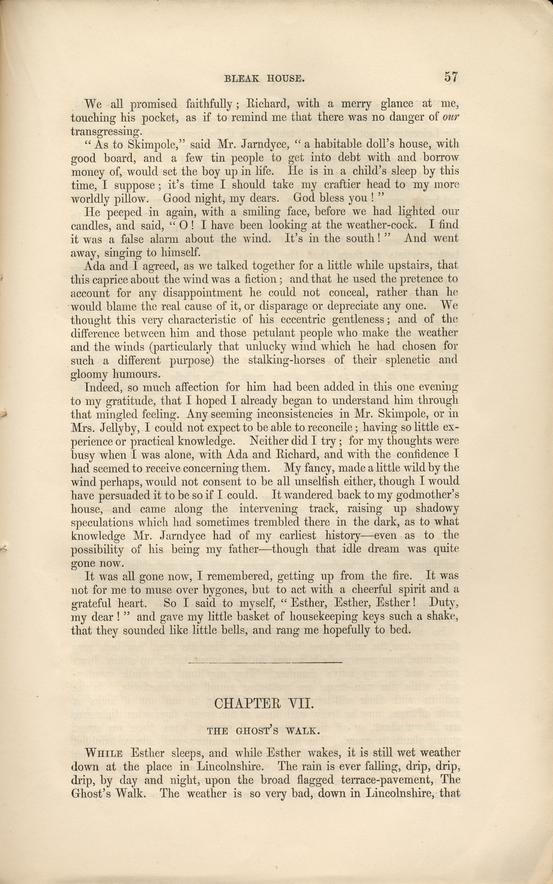 BLEAK HOUSE. 57
We all promised faithfully; Richard, with a merry glance at me,
touching his pocket, as if to remind me that there was no danger of our
transgressing.
"As to Skimpole," said Mr. Jarndyce, "a habitable doll's house, with
good board, and a few tin people to get into debt with and borrow
money of, would set the boy up in life. He is in a child's sleep by this
time, I suppose; it's time I should take my craftier head to my more
worldly pillow. Good night, my dears. God bless you!"
He peeped in again, with a smiling face, before we had lighted our
candles, and said, "O! I have been looking at the weather-cock. I find
it was a false alarm about the wind. It's in the south!" And went
away, singing to himself.
Ada and I agreed, as we talked together for a little while upstairs, that
this caprice about the wind was a fiction; and that he used the pretence to
account for any disappointment he could not conceal, rather than he
would blame the real cause of it, or disparage or depreciate any one. We
thought this very characteristic of his eccentric gentleness; and of the
difference between him and those petulant people who make the weather
and the winds (particularly that unlucky wind which he had chosen for
such a different purpose) the stalking-horses of their splenetic and
gloomy humours.
Indeed, so much affection for him had been added in this one evening
to my gratitude, that I hoped I already began to understand him through
that mingled feeling. Any seeming inconsistencies in Mr. Skimpole, or in
Mrs. Jellyby, I could not expect to be able to reconcile; having so little ex-
perience or practical knowledge. Neither did I try; for my thoughts were
busy when I was alone, with Ada and Richard, and with the confidence I
had seemed to receive concerning them. My fancy, made a little wild by the
wind perhaps, would not consent to be all unselfish either, though I would
have persuaded it to be so if I could. It wandered back to my godmother's
house, and came along the intervening track, raising up shadowy
speculations which had sometimes trembled there in the dark, as to what
knowledge Mr. Jarndyce had of my earliest history—even as to the
possibility of his being my father—though that idle dream was quite
gone now.
It was all gone now, I remembered, getting up from the fire. It was
not for me to muse over bygones, but to act with a cheerful spirit and a
grateful heart. So I said to myself, "Esther, Esther, Esther! Duty,
my dear!" and gave my little basket of housekeeping keys such a shake,
that they sounded like little bells, and rang me hopefully to bed.
CHAPTER VII.
THE GHOST'S WALK.
WHILE Esther sleeps, and while Esther wakes, it is still wet weather
down at the place in Lincolnshire. The rain is ever falling, drip, drip,
drip, by day and night, upon the broad flagged terrace-pavement, The
Ghost's Walk. The weather is so very bad, down in Lincolnshire, that